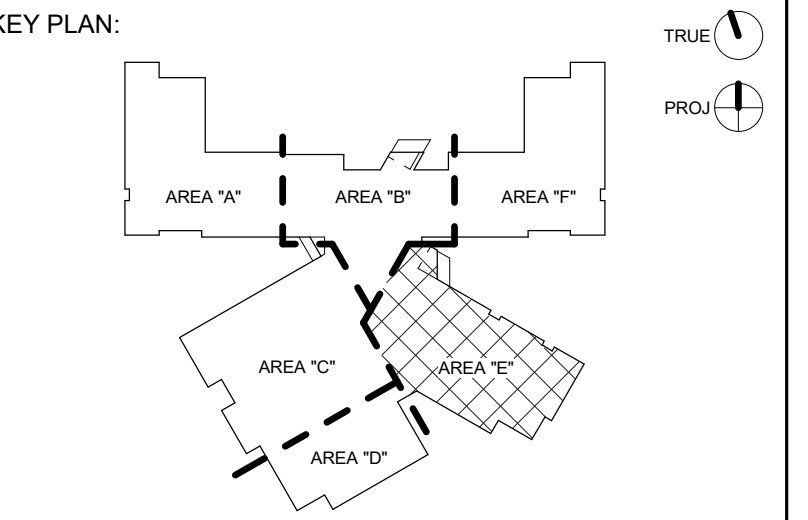 KEY PLAN:
TRUE
PROJ
AREA "A"
AREA "B"
AREA "F"
AREA "C"
AREA "E"
AREA "D"